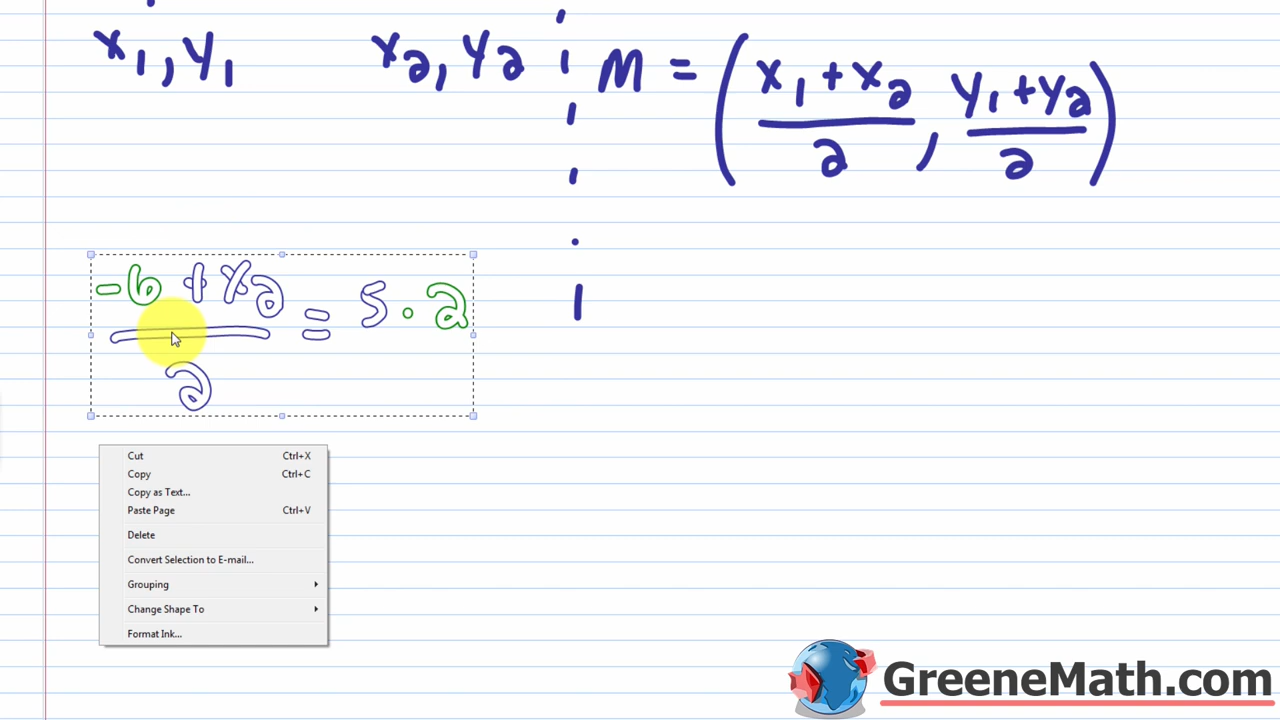 x₁, y₁ x₂, y₂ M = ( x₁ + x₂ / 2 , y₁ + y₂ / 2 )
-6 + x₂ / 2 = 5 · 2
Cut Ctrl+X
Copy Ctrl+C
Copy as Text...
Paste Page Ctrl+V
Delete
Convert Selection to E-mail...
Grouping
Change Shape To
Format Ink...
GreeneMath.com